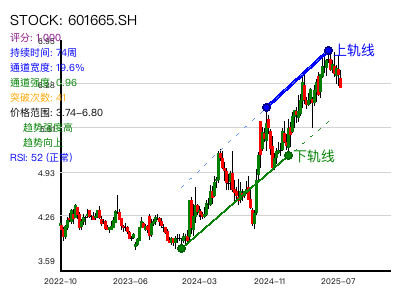 STOCK: 601665.SH
评分: 1.000
持续时间: 74周
通道宽度: 19.6%
通道强度: 0.96
突破次数: 41
价格范围: 3.74~6.80
趋势强度高
趋势向上
RSI: 52 (正常)
上轨线
下轨线
4.93
4.26
3.59
2022-10
2023-06
2024-03
2024-11
2025-07